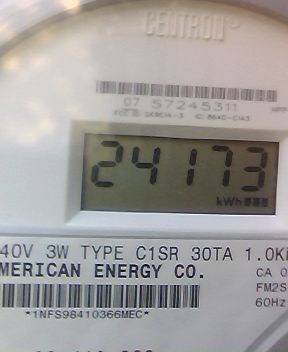 CENTRON
07 57245311
24173
kWh
40V 3W TYPE C1SR 30TA 1.0K
MERICAN ENERGY CO.
CA 0
FM2S
60Hz
*1NFS98410366MEC*